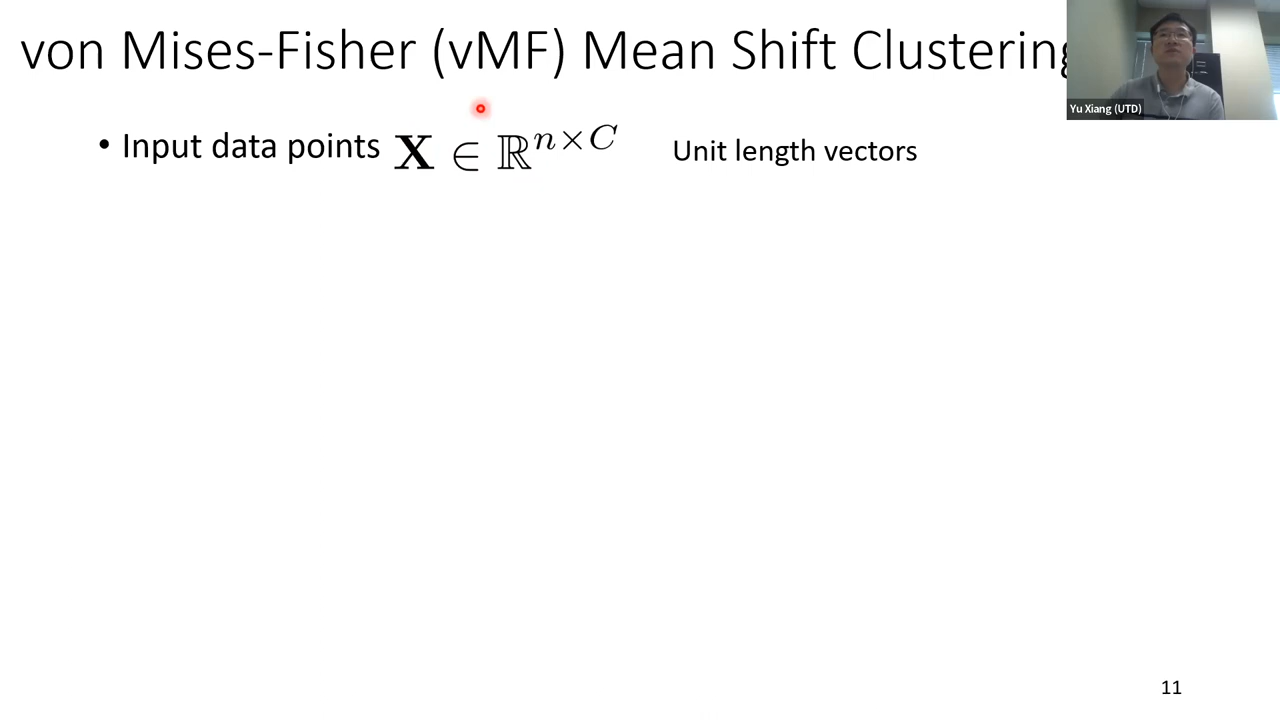 von Mises-Fisher (vMF) Mean Shift Clustering
Yu Xiang (UTD)
• Input data points X ∈ ℝ^{n×C} Unit length vectors
11